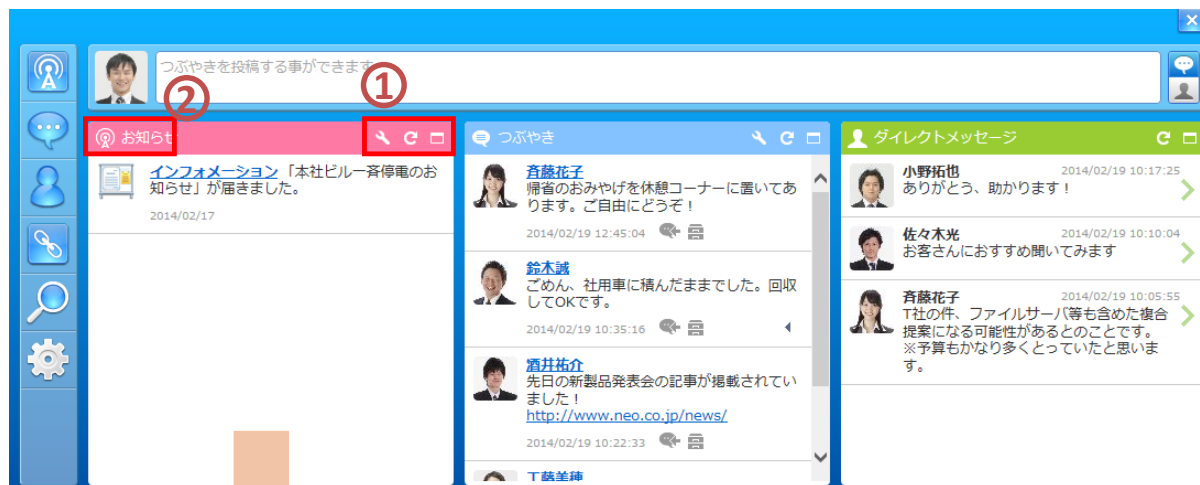 つぶやきを投稿する事ができます
②
①
お知らせ
インフォメーション「本社ビル一斉停電のお
知らせ」が届きました。
2014/02/17
つぶやき
斉藤花子
帰省のおみやげを休憩コーナーに置いてあ
ります。ご自由にどうぞ！
2014/02/19 12:45:04
鈴木誠
ごめん、社用車に積んだままでした。回収
してOKです。
2014/02/19 10:35:16
酒井祐介
先日の新製品発表会の記事が掲載されてい
ました！
http://www.neo.co.jp/news/
2014/02/19 10:22:33
工藤美穂
ダイレクトメッセージ
小野拓也 2014/02/19 10:17:25
ありがとう、助かります！
佐々木光 2014/02/19 10:10:04
お客さんにおすすめ聞いてみます
斉藤花子 2014/02/19 10:05:55
T社の件、ファイルサーバ等も含めた複合
提案になる可能性があるとのことです。
※予算もかなり多くとっていたと思いま
す。